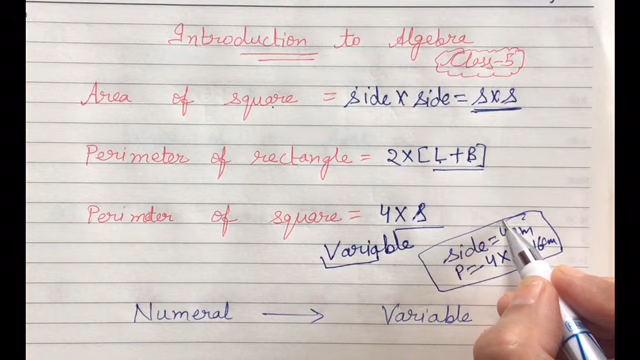 Introduction to Algebra
Class-5
Area of square = side × side = s×s
Perimeter of rectangle = 2×[L+B]
Perimeter of square = 4×s
Variable
side =
P = 4×
Numeral → Variable